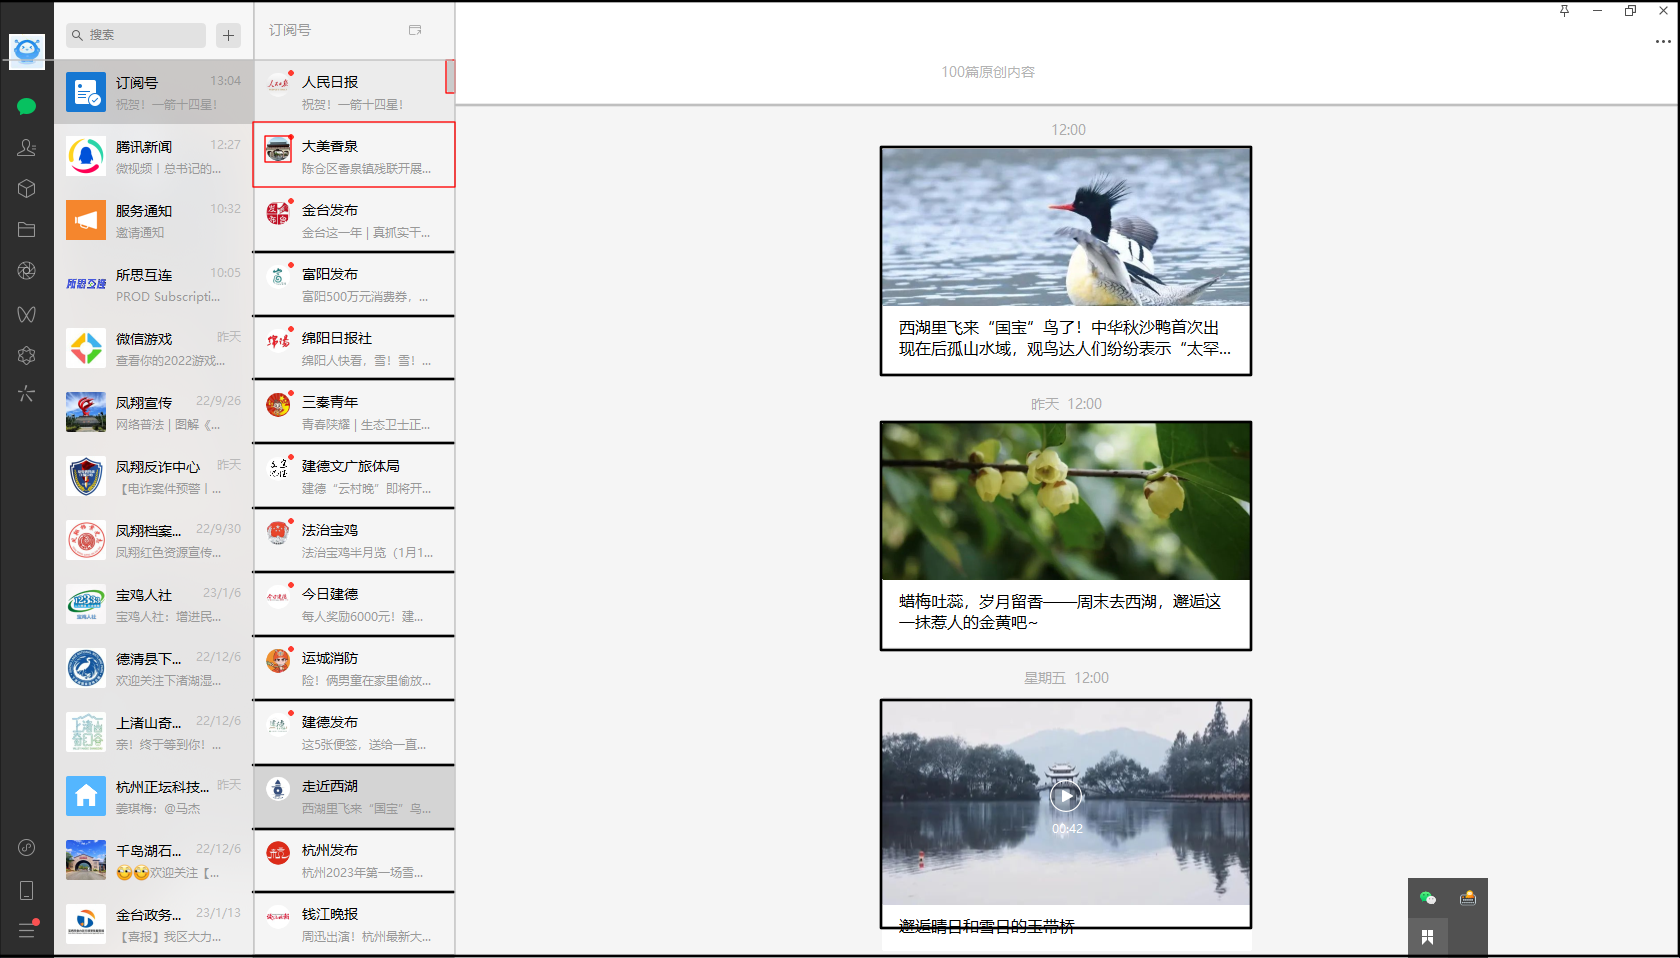 搜索
订阅号
13:04
祝贺！一箭十四星！
腾讯新闻
12:27
微视频丨总书记的...
服务通知
10:32
邀请通知
所思互连
所思互连
10:05
PROD Subscripti...
微信游戏
昨天
查看你的2022游戏...
凤翔宣传
22/9/26
网络普法 | 图解《...
凤翔反诈中心
昨天
【电诈案件预警丨...
凤翔档案...
22/9/30
凤翔红色资源宣传...
宝鸡人社
23/1/6
宝鸡人社：增进民...
德清县下...
22/12/6
欢迎关注下渚湖湿...
上渚山奇...
22/12/6
亲！终于等到你！...
杭州正坛科技...
昨天
姜琪梅：@马杰
千岛湖石...
22/12/6
欢迎关注【...
金台政务...
23/1/13
【喜报】我区大力...
订阅号
人民日报
祝贺！一箭十四星！
大美香泉
陈仓区香泉镇残联开展...
金台发布
金台这一年 | 真抓实干...
富阳发布
富阳500万元消费券，...
绵阳日报社
绵阳人快看，雪！雪！...
三秦青年
青春陕耀 | 生态卫士正...
建德文广旅体局
建德“云村晚”即将开...
法治宝鸡
法治宝鸡半月览（1月1...
今日建德
每人奖励6000元！建...
运城消防
险！俩男童在家里偷放...
建德发布
这5张便签，送给一直...
走近西湖
西湖里飞来“国宝”鸟...
杭州发布
杭州2023年第一场雪...
钱江晚报
周迅出演！杭州最新大...
100篇原创内容
12:00
西湖里飞来“国宝”鸟了！中华秋沙鸭首次出
现在后孤山水域，观鸟达人们纷纷表示“太罕...
昨天 12:00
蜡梅吐蕊，岁月留香——周末去西湖，邂逅这
一抹惹人的金黄吧~
星期五 12:00
00:42
邂逅晴日和雪日的玉带桥